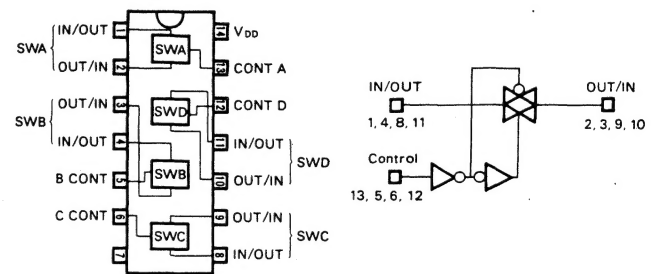 IN/OUT 1 14 VDD
SWA SWA
OUT/IN 2 13 CONT A
OUT/IN 3 12 CONT D
SWB SWD
IN/OUT 4 11 IN/OUT
SWD
B CONT 5 SWB 10 OUT/IN
C CONT 6 9 OUT/IN
SWC SWC
7 8 IN/OUT
IN/OUT OUT/IN
1, 4, 8, 11 2, 3, 9, 10
Control
13, 5, 6, 12